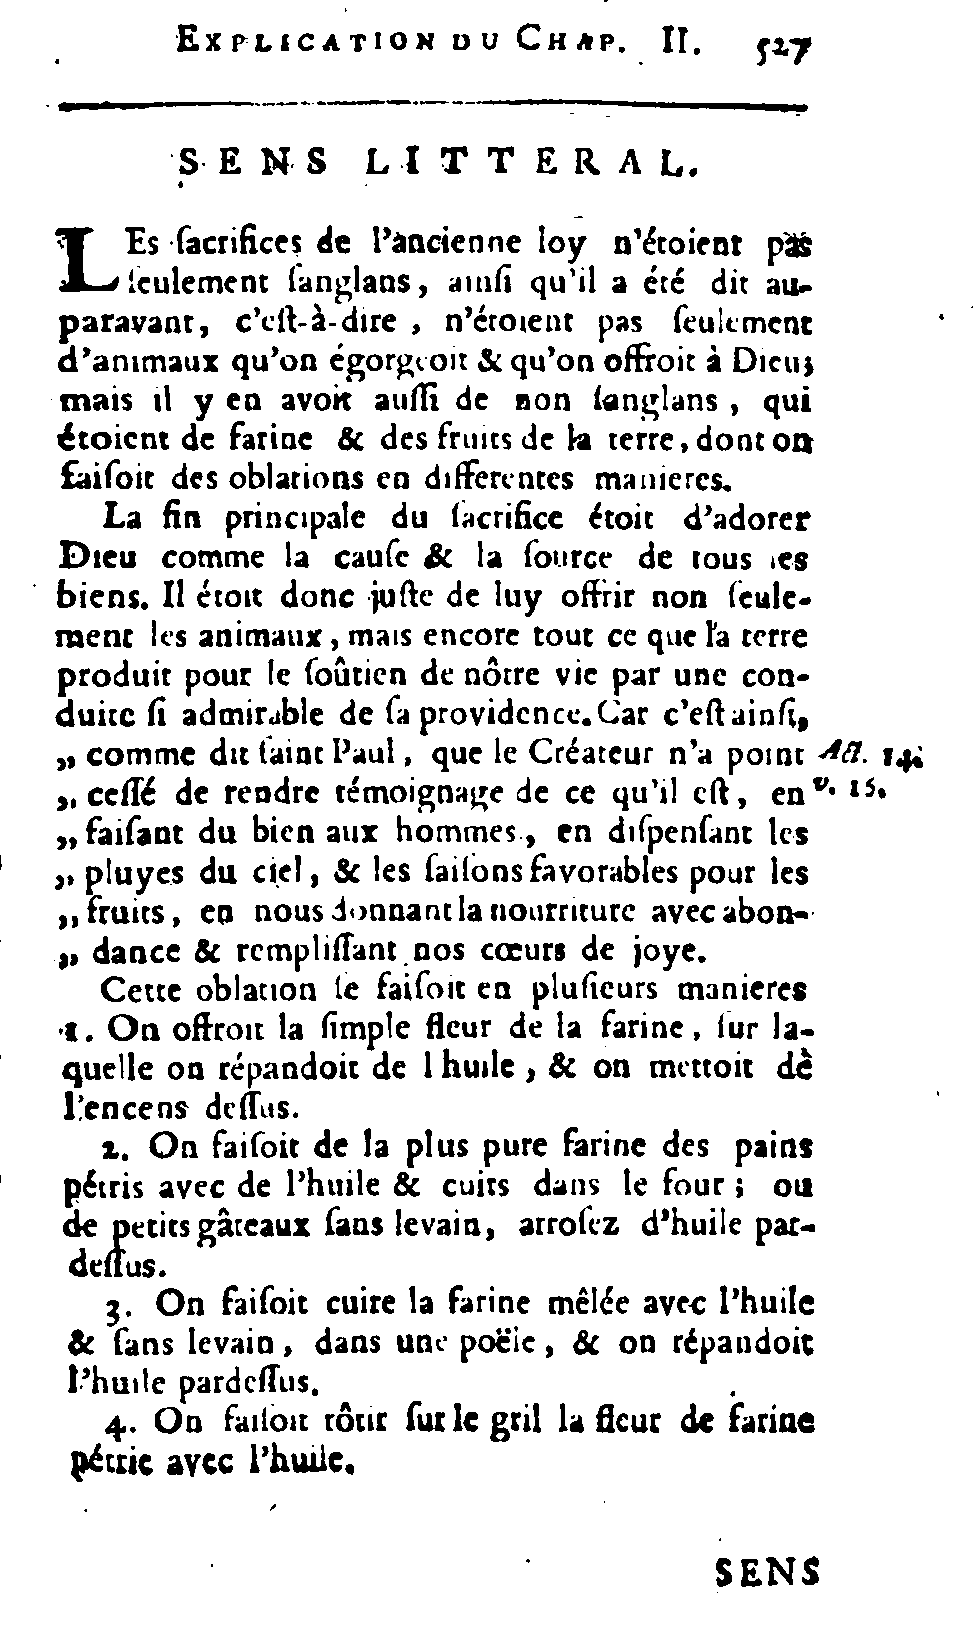 EXPLICATION DU CHAP. II. 527
SENS LITTERAL.
LEs ſacrifices de l'ancienne loy n'étoient pas
ſeulement ſanglans, ainſi qu'il a été dit au-
paravant, c'eſt-à-dire, n'étoient pas ſeulement
d'animaux qu'on égorgeoit & qu'on offroit à Dieu;
mais il y en avoit auſſi de non ſanglans, qui
étoient de farine & des fruits de la terre, dont on
faiſoit des oblations en differentes manieres.
La fin principale du ſacrifice étoit d'adorer
Dieu comme la cauſe & la ſource de tous les
biens. Il étoit donc juſte de luy offrir non ſeule-
ment les animaux, mais encore tout ce que la terre
produit pour le ſoûtien de nôtre vie par une con-
duite ſi admirable de ſa providence. Car c'eſt ainſi,
„ comme dit ſaint Paul, que le Créateur n'a point Act. 14.
„ ceſſé de rendre témoignage de ce qu'il eſt, en v. 15.
„ faiſant du bien aux hommes, en diſpenſant les
„ pluyes du ciel, & les ſaiſons favorables pour les
„ fruits, en nous donnant la nourriture avec abon-
„ dance & rempliſſant nos cœurs de joye.
Cette oblation ſe faiſoit en pluſieurs manieres
1. On offroit la ſimple fleur de la farine, ſur la-
quelle on répandoit de l huile, & on mettoit de
l'encens deſſus.
2. On faiſoit de la plus pure farine des pains
pétris avec de l'huile & cuits dans le four; ou
de petits gâteaux ſans levain, arroſez d'huile par-
deſſus.
3. On faiſoit cuire la farine mêlée avec l'huile
& ſans levain, dans une poële, & on répandoit
l'huile pardeſſus.
4. On faiſoit rôtir ſur le gril la fleur de farine
pétrie avec l'huile.
SENS